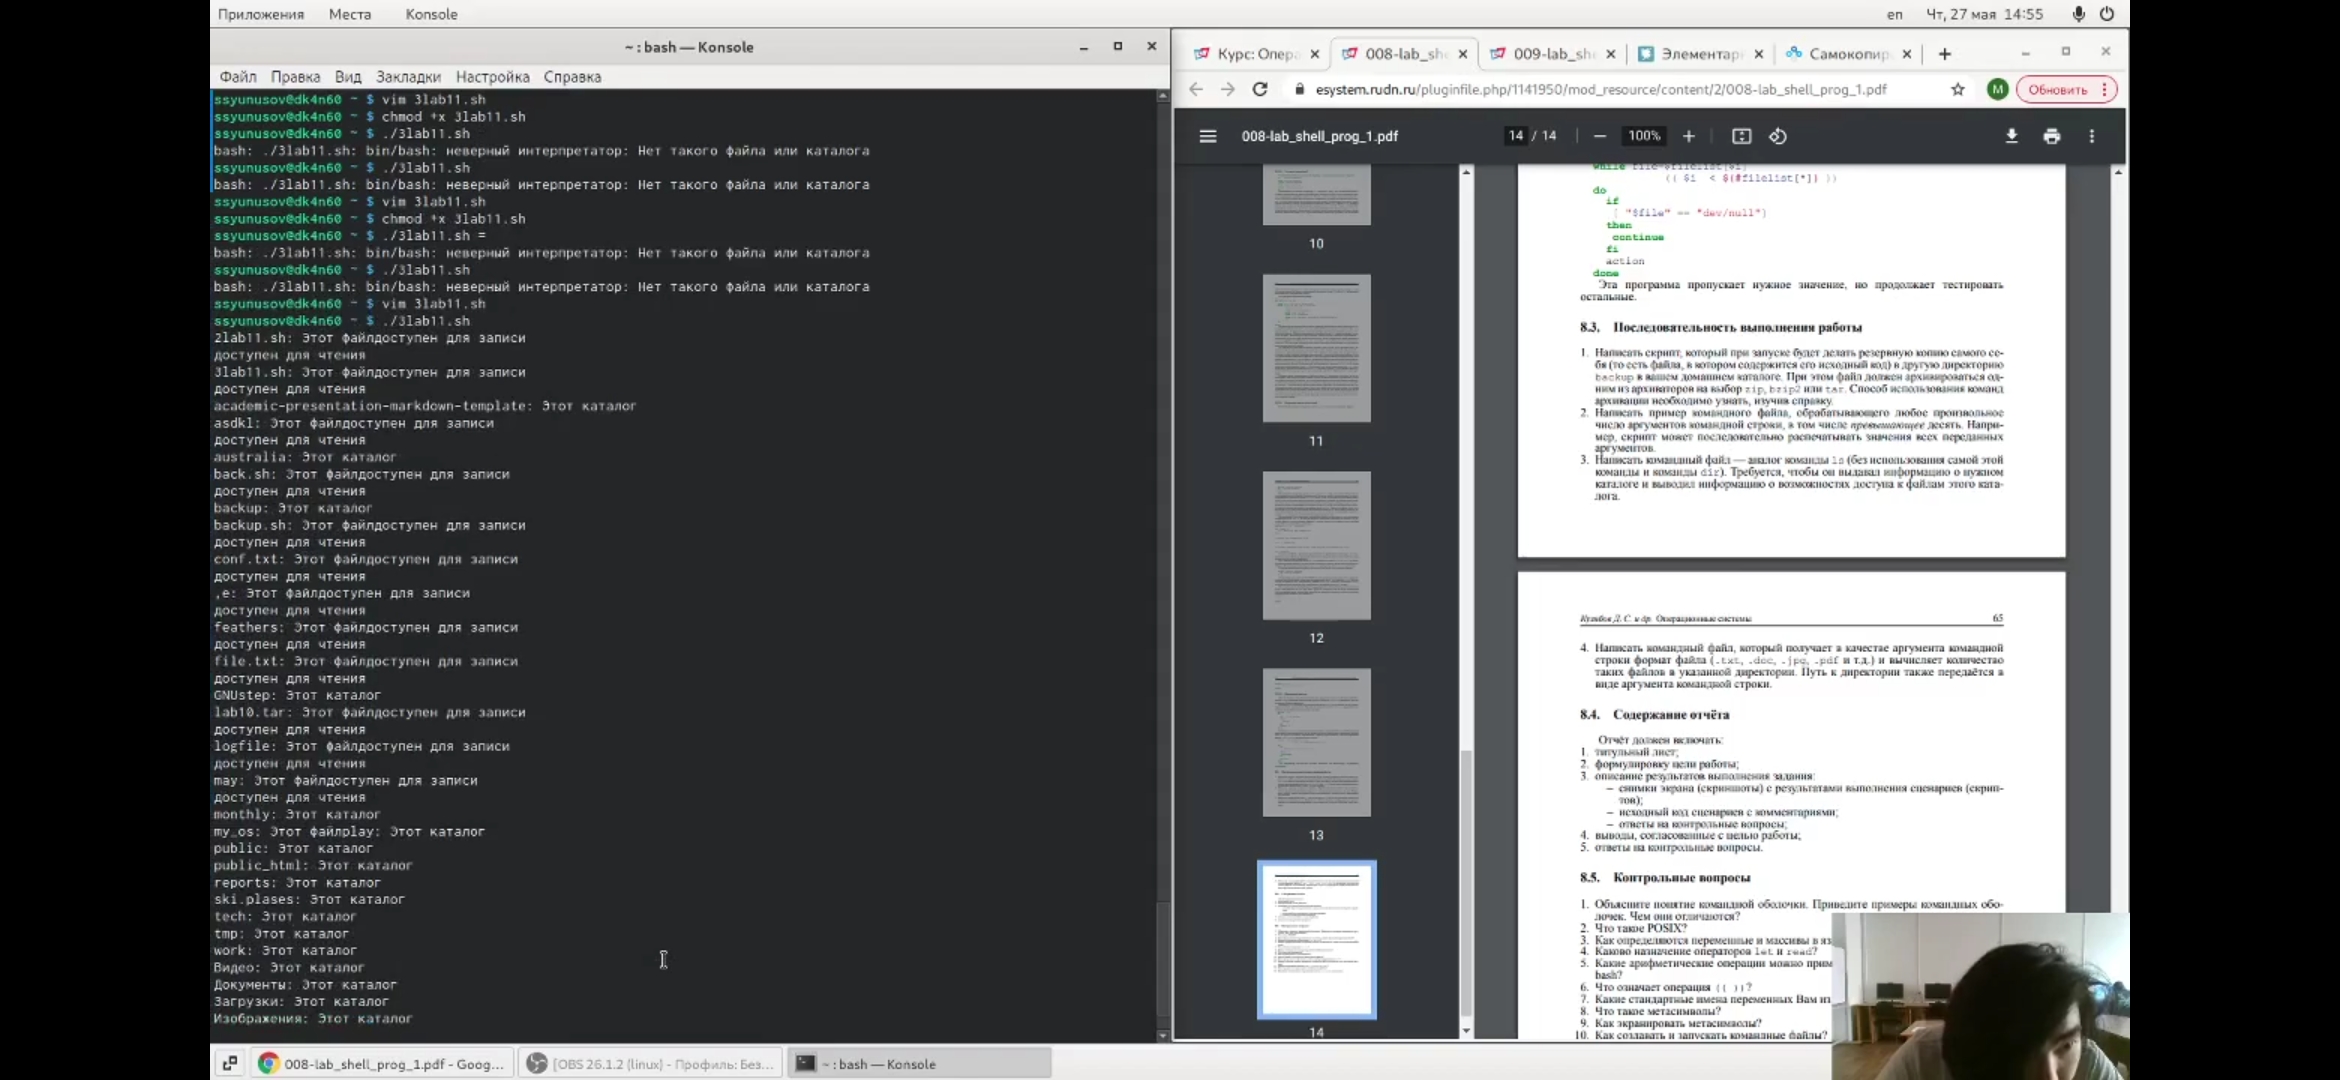 Приложения Места Konsole
en Чт, 27 мая 14:55
~ : bash — Konsole
Файл Правка Вид Закладки Настройка Справка
ssyunusov@dk4n60 ~ $ vim 3lab11.sh
ssyunusov@dk4n60 ~ $ chmod +x 3lab11.sh
ssyunusov@dk4n60 ~ $ ./3lab11.sh
bash: ./3lab11.sh: bin/bash: неверный интерпретатор: Нет такого файла или каталога
ssyunusov@dk4n60 ~ $ ./3lab11.sh
bash: ./3lab11.sh: bin/bash: неверный интерпретатор: Нет такого файла или каталога
ssyunusov@dk4n60 ~ $ vim 3lab11.sh
ssyunusov@dk4n60 ~ $ chmod +x 3lab11.sh
ssyunusov@dk4n60 ~ $ ./3lab11.sh =
bash: ./3lab11.sh: bin/bash: неверный интерпретатор: Нет такого файла или каталога
ssyunusov@dk4n60 ~ $ ./3lab11.sh
bash: ./3lab11.sh: bin/bash: неверный интерпретатор: Нет такого файла или каталога
ssyunusov@dk4n60 ~ $ vim 3lab11.sh
ssyunusov@dk4n60 ~ $ ./3lab11.sh
2lab11.sh: Этот файлдоступен для записи
доступен для чтения
3lab11.sh: Этот файлдоступен для записи
доступен для чтения
academic-presentation-markdown-template: Этот каталог
asdkl: Этот файлдоступен для записи
доступен для чтения
australia: Этот каталог
back.sh: Этот файлдоступен для записи
доступен для чтения
backup: Этот каталог
backup.sh: Этот файлдоступен для записи
доступен для чтения
conf.txt: Этот файлдоступен для записи
доступен для чтения
,e: Этот файлдоступен для записи
доступен для чтения
feathers: Этот файлдоступен для записи
доступен для чтения
file.txt: Этот файлдоступен для записи
доступен для чтения
GNUstep: Этот каталог
lab10.tar: Этот файлдоступен для записи
доступен для чтения
logfile: Этот файлдоступен для записи
доступен для чтения
may: Этот файлдоступен для записи
доступен для чтения
monthly: Этот каталог
my_os: Этот файлplay: Этот каталог
public: Этот каталог
public_html: Этот каталог
reports: Этот каталог
ski.plases: Этот каталог
tech: Этот каталог
tmp: Этот каталог
work: Этот каталог
Видео: Этот каталог
Документы: Этот каталог
Загрузки: Этот каталог
Изображения: Этот каталог
Курс: Опера 008-lab_she 009-lab_she Элементар Самокопир
esystem.rudn.ru/pluginfile.php/1141950/mod_resource/content/2/008-lab_shell_prog_1.pdf M Обновить
008-lab_shell_prog_1.pdf 14 / 14 100%
10
11
12
13
14
while file=$filelist[$i]
(( $i < ${#filelist[*]} ))
do
if
[ "$file" == "dev/null"]
then
continue
fi
action
done
Эта программа пропускает нужное значение, но продолжает тестировать
остальные.
8.3. Последовательность выполнения работы
1. Написать скрипт, который при запуске будет делать резервную копию самого се-
бя (то есть файла, в котором содержится его исходный код) в другую директорию
backup в вашем домашнем каталоге. При этом файл должен архивироваться од-
ним из архиваторов на выбор zip, bzip2 или tar. Способ использования команд
архивации необходимо узнать, изучив справку.
2. Написать пример командного файла, обрабатывающего любое произвольное
число аргументов командной строки, в том числе превышающее десять. Напри-
мер, скрипт может последовательно распечатывать значения всех переданных
аргументов.
3. Написать командный файл — аналог команды ls (без использования самой этой
команды и команды dir). Требуется, чтобы он выдавал информацию о нужном
каталоге и выводил информацию о возможностях доступа к файлам этого ката-
лога.
Кулябов Д. С. и др. Операционные системы 65
4. Написать командный файл, который получает в качестве аргумента командной
строки формат файла (.txt, .doc, .jpg, .pdf и т.д.) и вычисляет количество
таких файлов в указанной директории. Путь к директории также передаётся в
виде аргумента командной строки.
8.4. Содержание отчёта
Отчёт должен включать:
1. титульный лист;
2. формулировку цели работы;
3. описание результатов выполнения задания:
– снимки экрана (скриншоты) с результатами выполнения сценариев (скрип-
тов);
– исходный код сценариев с комментариями;
– ответы на контрольные вопросы;
4. выводы, согласованные с целью работы;
5. ответы на контрольные вопросы.
8.5. Контрольные вопросы
1. Объясните понятие командной оболочки. Приведите примеры командных обо-
лочек. Чем они отличаются?
2. Что такое POSIX?
3. Как определяются переменные и массивы в яз
4. Каково назначение операторов let и read?
5. Какие арифметические операции можно прим
bash?
6. Что означает операция (( ))?
7. Какие стандартные имена переменных Вам из
8. Что такое метасимволы?
9. Как экранировать метасимволы?
10. Как создавать и запускать командные файлы?
008-lab_shell_prog_1.pdf - Goog... [OBS 26.1.2 (linux) - Профиль: Без... ~ : bash — Konsole